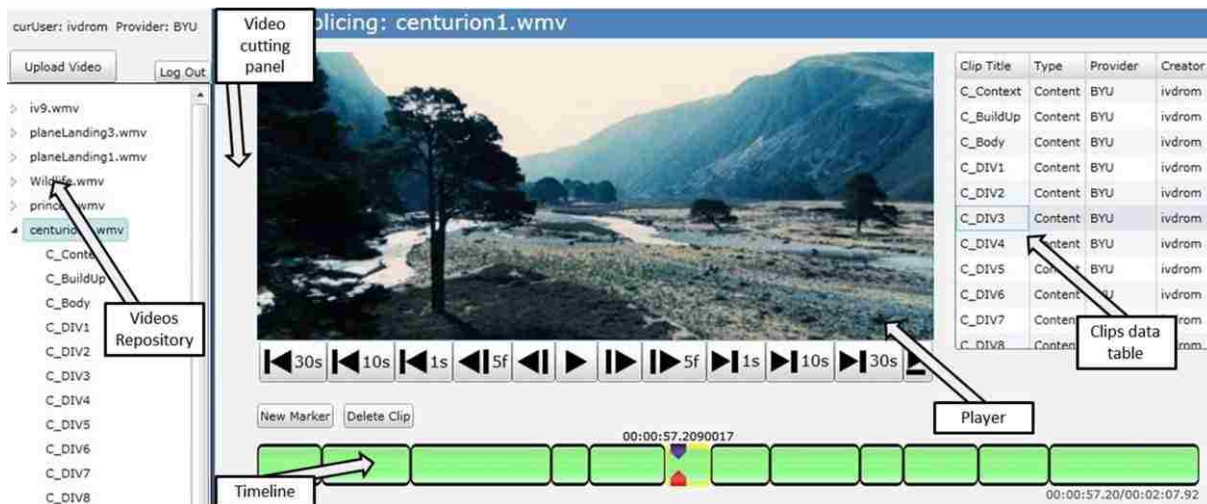 curUser: ivdrom Provider: BYU
Upload Video
Log Out
iv9.wmv
planeLanding3.wmv
planeLanding1.wmv
Wildlife.wmv
centurion1.wmv
C_BuildUp
C_Body
C_DIV1
C_DIV2
C_DIV3
C_DIV4
C_DIV5
C_DIV6
C_DIV7
C_DIV8
Videos
Repository
Video
cutting
panel
licing: centurion1.wmv
30s 10s 1s 5f 5f 1s 10s 30s
New Marker Delete Clip
00:00:57.2090017
Timeline
00:00:57.20/00:02:07.92
Player
Clip Title Type Provider Creator
C_Context Content BYU ivdrom
C_BuildUp Content BYU ivdrom
C_Body Content BYU ivdrom
C_DIV1 Content BYU ivdrom
C_DIV2 Content BYU ivdrom
C_DIV3 Content BYU ivdrom
C_DIV4 Content BYU ivdrom
C_DIV5 BYU ivdrom
C_DIV6 Content BYU ivdrom
C_DIV7 Content
C_DIV8
Clips data
table